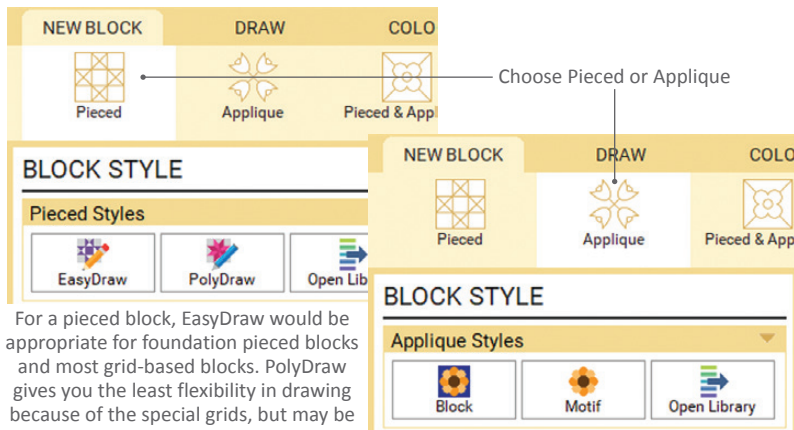 NEW BLOCK DRAW COLO
Pieced Applique Pieced & Appl
Choose Pieced or Applique
BLOCK STYLE
Pieced Styles
EasyDraw PolyDraw Open Lib
For a pieced block, EasyDraw would be
appropriate for foundation pieced blocks
and most grid-based blocks. PolyDraw
gives you the least flexibility in drawing
because of the special grids, but may be
NEW BLOCK DRAW COLO
Pieced Applique Pieced & App
BLOCK STYLE
Applique Styles
Block Motif Open Library